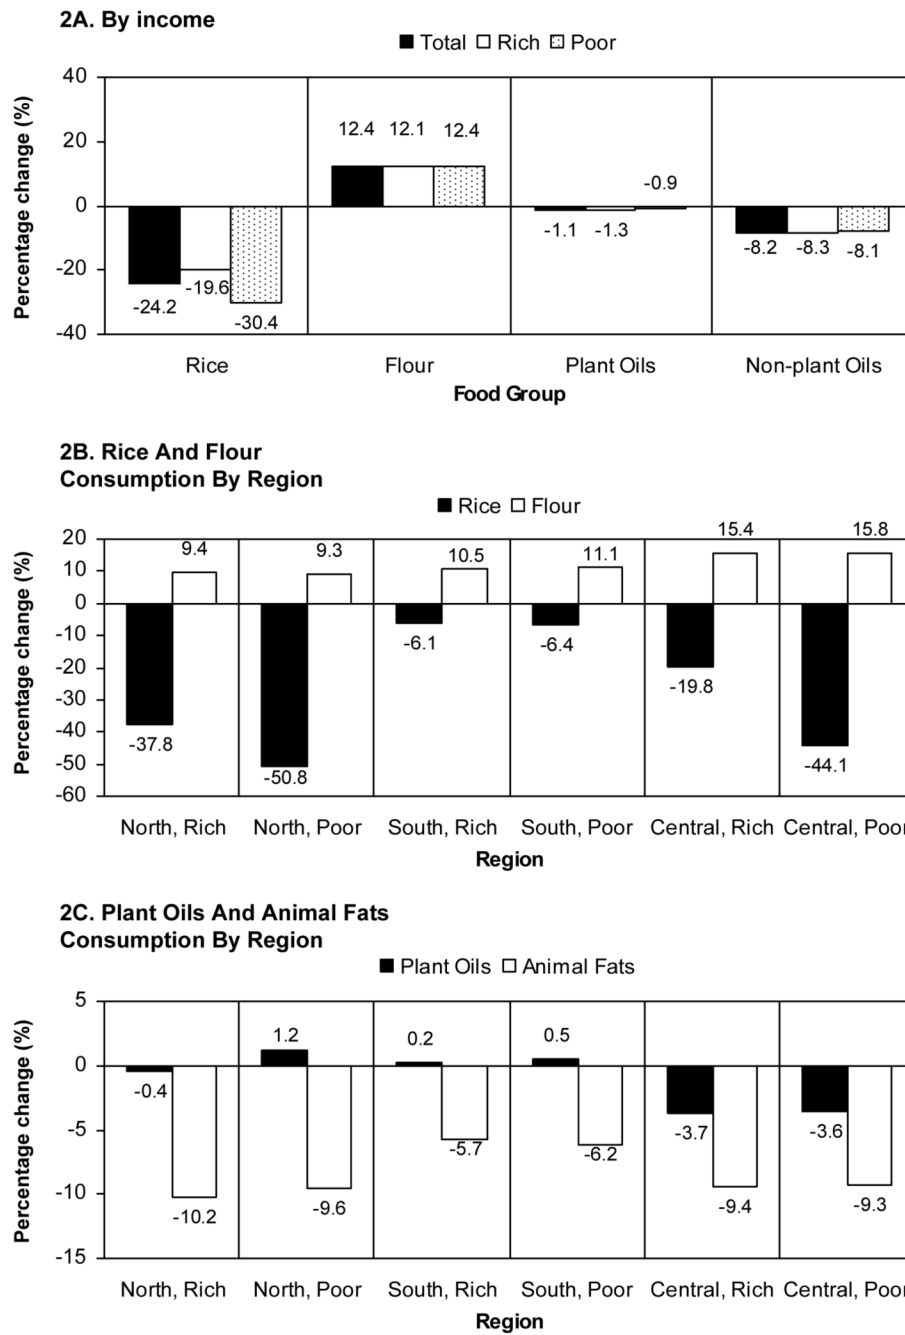 2A. By income
Total Rich Poor
Percentage change (%)
40
20
0
-20
-40
12.4 12.1 12.4
-0.9
-1.1 -1.3
-8.2 -8.3 -8.1
-24.2 -19.6 -30.4
Rice Flour Plant Oils Non-plant Oils
Food Group
2B. Rice And Flour
Consumption By Region
Rice Flour
Percentage change (%)
20
10
0
-10
-20
-30
-40
-50
-60
9.4 9.3 10.5 11.1 15.4 15.8
-37.8 -50.8 -6.1 -6.4 -19.8 -44.1
North, Rich North, Poor South, Rich South, Poor Central, Rich Central, Poor
Region
2C. Plant Oils And Animal Fats
Consumption By Region
Plant Oils Animal Fats
Percentage change (%)
5
0
-5
-10
-15
-0.4 1.2 0.2 0.5 -3.7 -3.6
-10.2 -9.6 -5.7 -6.2 -9.4 -9.3
North, Rich North, Poor South, Rich South, Poor Central, Rich Central, Poor
Region